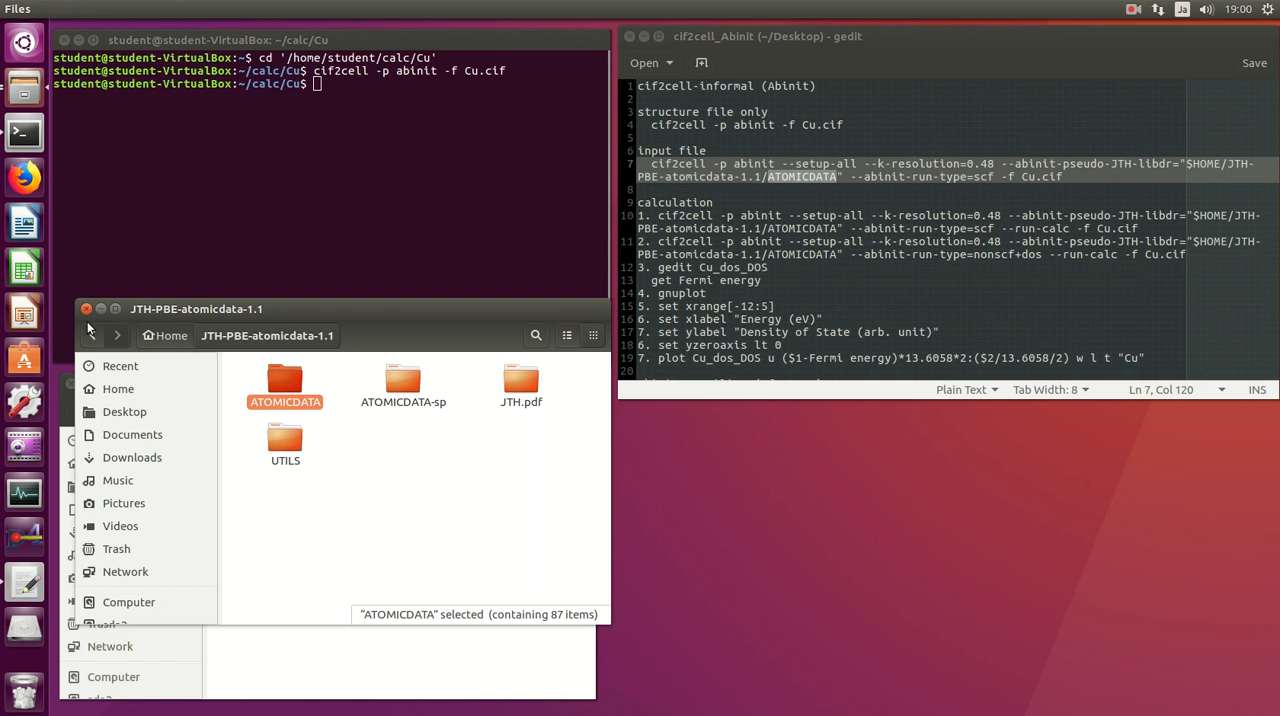 Files
Ja
19:00
student@student-VirtualBox: ~/calc/Cu
student@student-VirtualBox:~$ cd '/home/student/calc/Cu'
student@student-VirtualBox:~/calc/Cu$ cif2cell -p abinit -f Cu.cif
student@student-VirtualBox:~/calc/Cu$
cif2cell_Abinit (~/Desktop) - gedit
Open
Save
1 cif2cell-informal (Abinit)
2
3 structure file only
4 cif2cell -p abinit -f Cu.cif
5
6 input file
7 cif2cell -p abinit --setup-all --k-resolution=0.48 --abinit-pseudo-JTH-libdr="$HOME/JTH-
PBE-atomicdata-1.1/ATOMICDATA" --abinit-run-type=scf -f Cu.cif
8
9 calculation
10 1. cif2cell -p abinit --setup-all --k-resolution=0.48 --abinit-pseudo-JTH-libdr="$HOME/JTH-
PBE-atomicdata-1.1/ATOMICDATA" --abinit-run-type=scf --run-calc -f Cu.cif
11 2. cif2cell -p abinit --setup-all --k-resolution=0.48 --abinit-pseudo-JTH-libdr="$HOME/JTH-
PBE-atomicdata-1.1/ATOMICDATA" --abinit-run-type=nonscf+dos --run-calc -f Cu.cif
12 3. gedit Cu_dos_DOS
13 get Fermi energy
14 4. gnuplot
15 5. set xrange[-12:5]
16 6. set xlabel "Energy (eV)"
17 7. set ylabel "Density of State (arb. unit)"
18 6. set yzeroaxis lt 0
19 7. plot Cu_dos_DOS u ($1-Fermi energy)*13.6058*2:($2/13.6058/2) w l t "Cu"
20
Plain Text
Tab Width: 8
Ln 7, Col 120
INS
JTH-PBE-atomicdata-1.1
Home
JTH-PBE-atomicdata-1.1
Recent
Home
Desktop
Documents
Downloads
Music
Pictures
Videos
Trash
Network
Computer
ATOMICDATA
ATOMICDATA-sp
JTH.pdf
UTILS
"ATOMICDATA" selected (containing 87 items)
Network
Computer